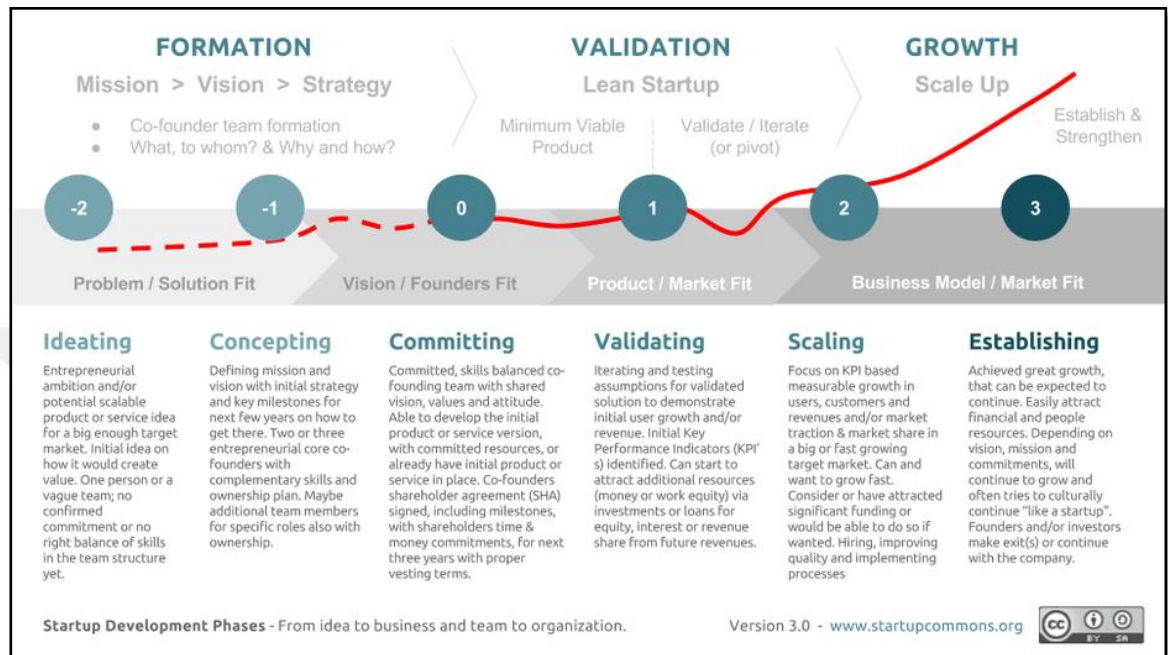 FORMATION
Mission > Vision > Strategy
● Co-founder team formation
● What, to whom? & Why and how?
VALIDATION
Lean Startup
Minimum Viable
Product
Validate / Iterate
(or pivot)
GROWTH
Scale Up
Establish &
Strengthen
-2
-1
0
1
2
3
Problem / Solution Fit
Vision / Founders Fit
Product / Market Fit
Business Model / Market Fit
Ideating
Entrepreneurial
ambition and/or
potential scalable
product or service idea
for a big enough target
market. Initial idea on
how it would create
value. One person or a
vague team; no
confirmed
commitment or no
right balance of skills
in the team structure
yet.
Concepting
Defining mission and
vision with initial strategy
and key milestones for
next few years on how to
get there. Two or three
entrepreneurial core co-
founders with
complementary skills and
ownership plan. Maybe
additional team members
for specific roles also with
ownership.
Committing
Committed, skills balanced co-
founding team with shared
vision, values and attitude.
Able to develop the initial
product or service version,
with committed resources, or
already have initial product or
service in place. Co-founders
shareholder agreement (SHA)
signed, including milestones,
with shareholders time &
money commitments, for next
three years with proper
vesting terms.
Validating
Iterating and testing
assumptions for validated
solution to demonstrate
initial user growth and/or
revenue. Initial Key
Performance Indicators (KPI'
s) identified. Can start to
attract additional resources
(money or work equity) via
investments or loans for
equity, interest or revenue
share from future revenues.
Scaling
Focus on KPI based
measurable growth in
users, customers and
revenues and/or market
traction & market share in
a big or fast growing
target market. Can and
want to grow fast.
Consider or have attracted
significant funding or
would be able to do so if
wanted. Hiring, improving
quality and implementing
processes
Establishing
Achieved great growth,
that can be expected to
continue. Easily attract
financial and people
resources. Depending on
vision, mission and
commitments, will
continue to grow and
often tries to culturally
continue "like a startup".
Founders and/or investors
make exit(s) or continue
with the company.
Startup Development Phases - From idea to business and team to organization.
Version 3.0 - www.startupcommons.org
cc
BY SA